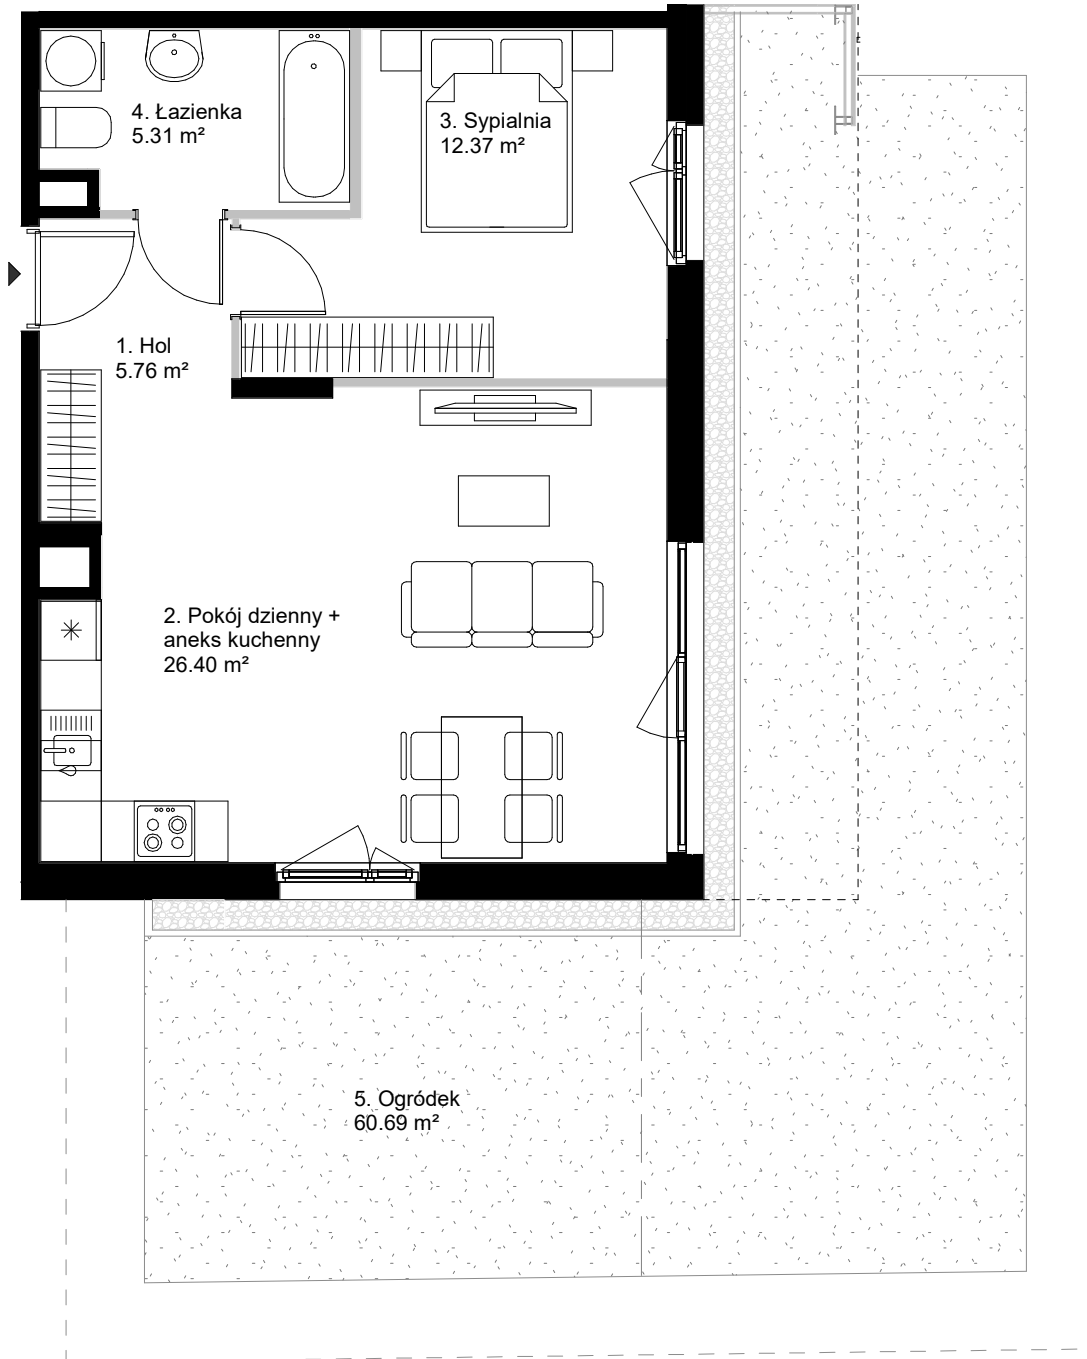 4. Łazienka
5.31 m²
3. Sypialnia
12.37 m²
1. Hol
5.76 m²
2. Pokój dzienny +
aneks kuchenny
26.40 m²
5. Ogródek
60.69 m²